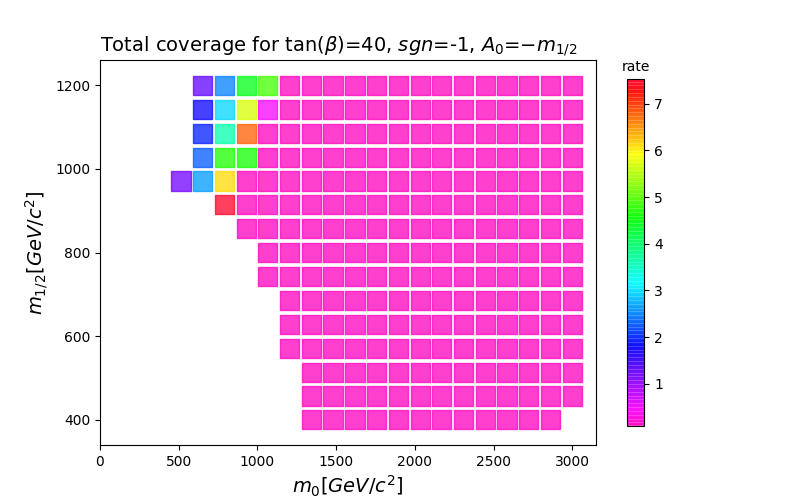 Total coverage for tan(β)=40, sgn=-1, A₀=−m₁/₂
rate
1200
1000
800
600
400
m₁/₂[GeV/c²]
0 500 1000 1500 2000 2500 3000
m₀[GeV/c²]
7
6
5
4
3
2
1